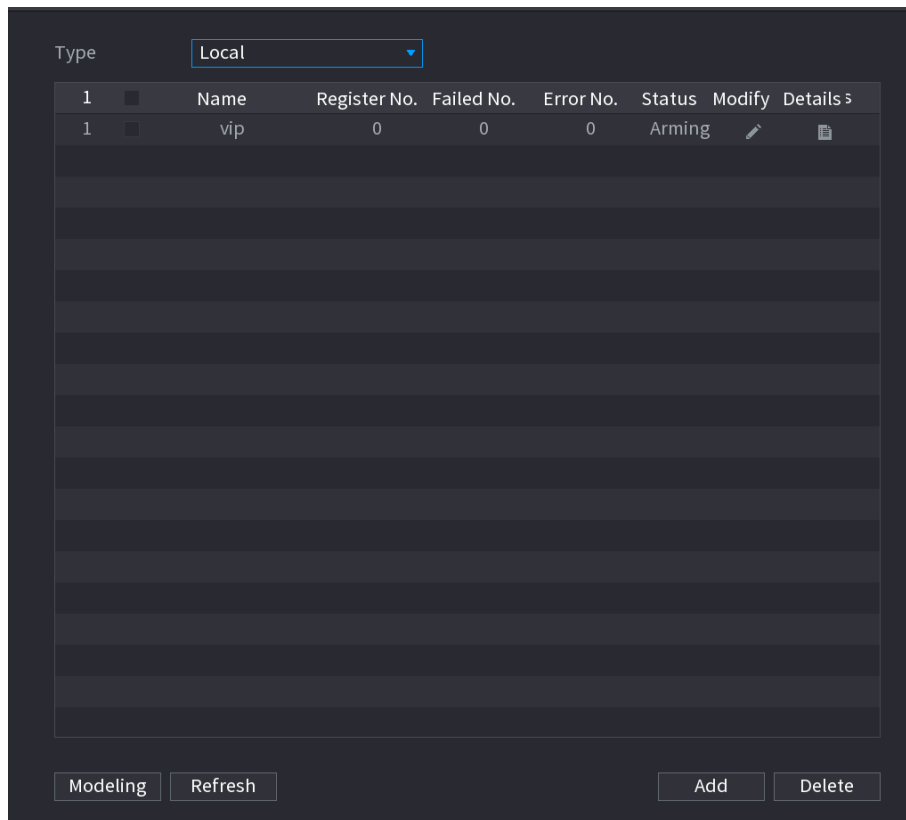 Type Local
1 Name Register No. Failed No. Error No. Status Modify Details s
1 vip 0 0 0 Arming
Modeling Refresh Add Delete